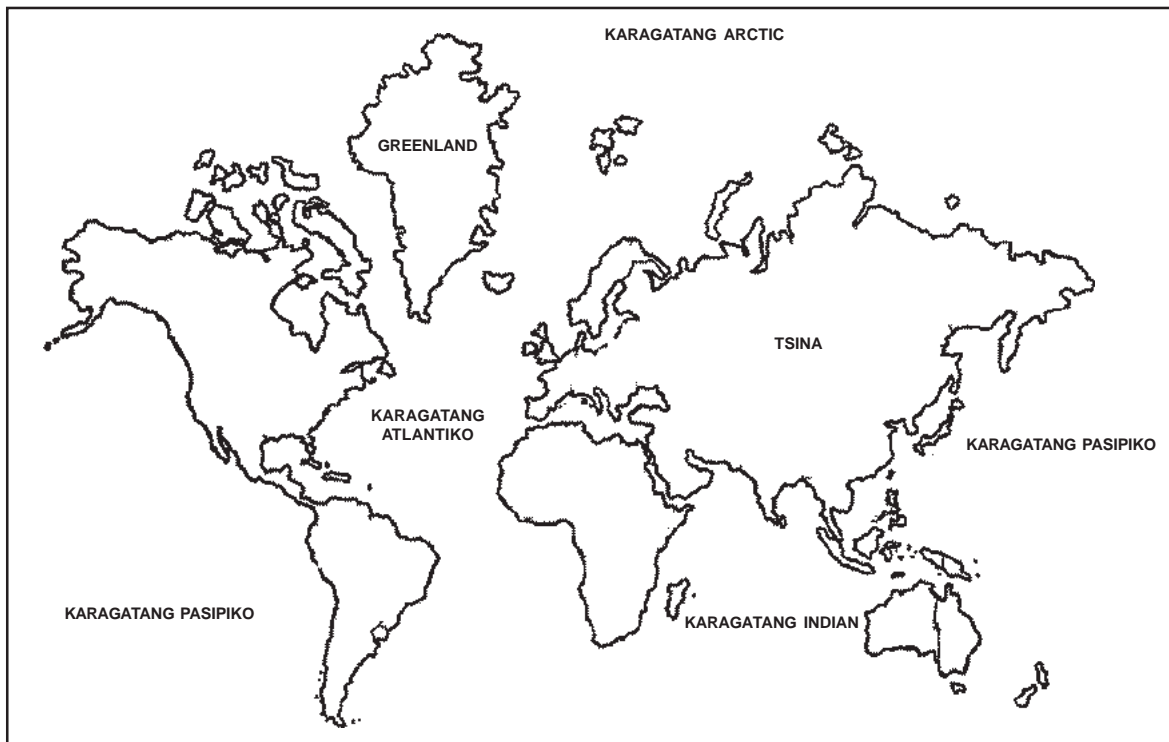 KARAGATANG ARCTIC
GREENLAND
TSINA
KARAGATANG
ATLANTIKO
KARAGATANG PASIPIKO
KARAGATANG PASIPIKO
KARAGATANG INDIAN